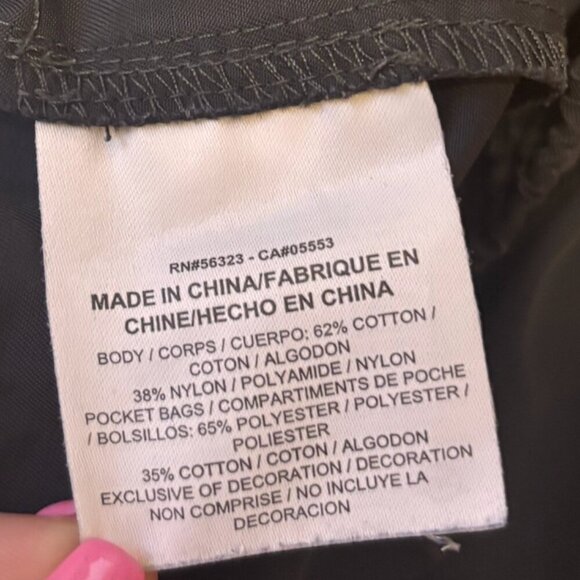 RN#56323 - CA#05553
MADE IN CHINA/FABRIQUE EN
CHINE/HECHO EN CHINA
BODY / CORPS / CUERPO: 62% COTTON /
COTON / ALGODON
38% NYLON / POLYAMIDE / NYLON
POCKET BAGS / COMPARTIMENTS DE POCHE
/ BOLSILLOS: 65% POLYESTER / POLYESTER /
POLIESTER
35% COTTON / COTON / ALGODON
EXCLUSIVE OF DECORATION / DECORATION
NON COMPRISE / NO INCLUYE LA
DECORACION